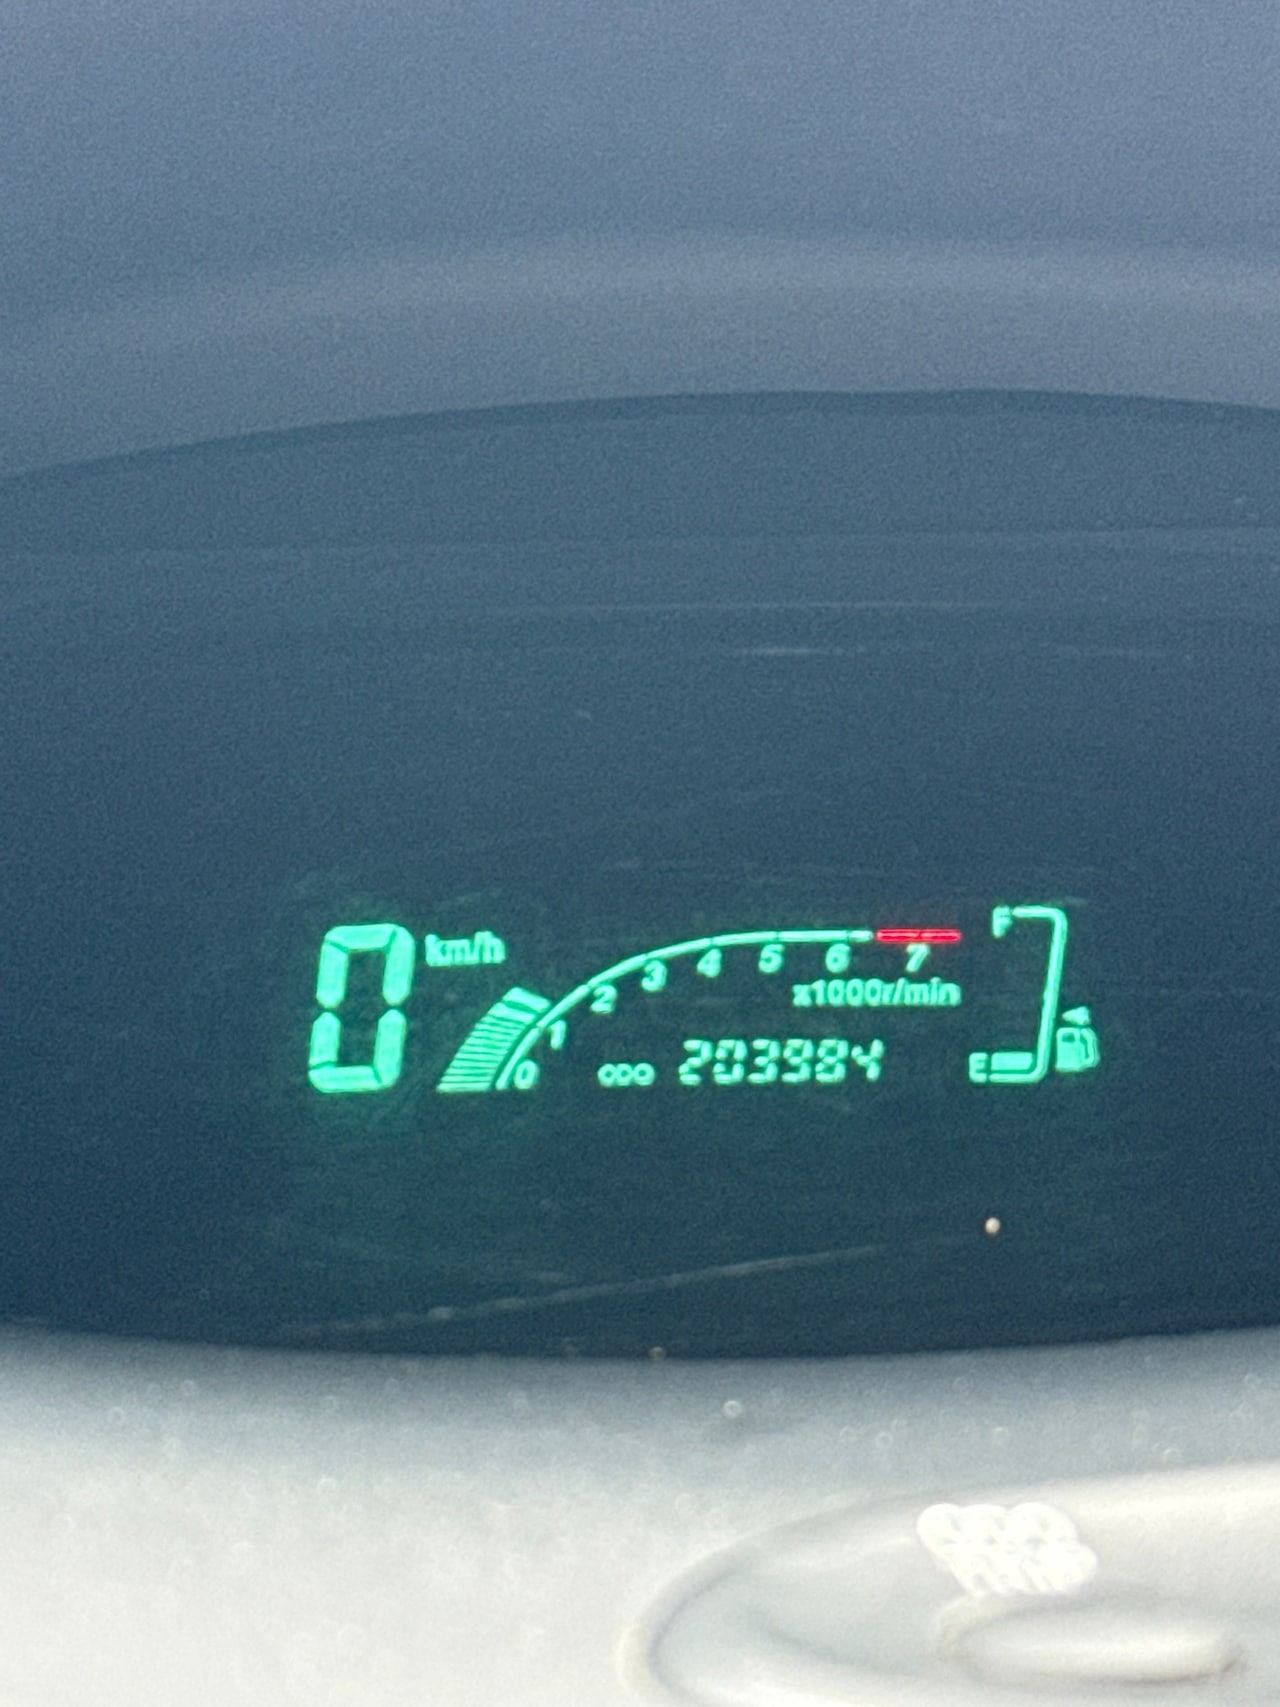 0 km/h
0 1 2 3 4 5 6 7
x1000r/min
ODO 203984
F
E